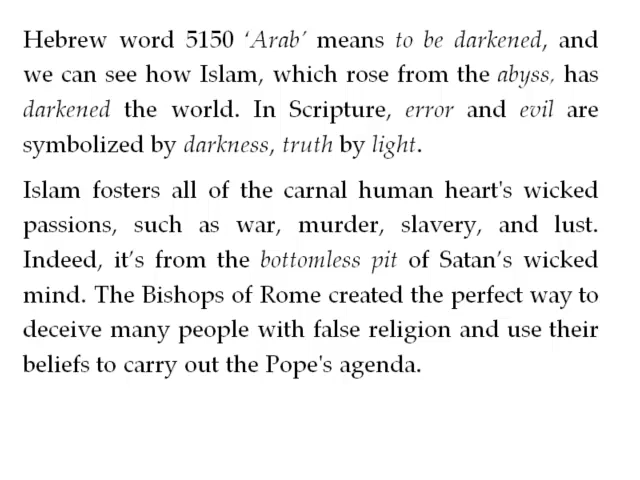 Hebrew word 5150 ‘Arab’ means to be darkened, and
we can see how Islam, which rose from the abyss, has
darkened the world. In Scripture, error and evil are
symbolized by darkness, truth by light.
Islam fosters all of the carnal human heart's wicked
passions, such as war, murder, slavery, and lust.
Indeed, it’s from the bottomless pit of Satan’s wicked
mind. The Bishops of Rome created the perfect way to
deceive many people with false religion and use their
beliefs to carry out the Pope's agenda.